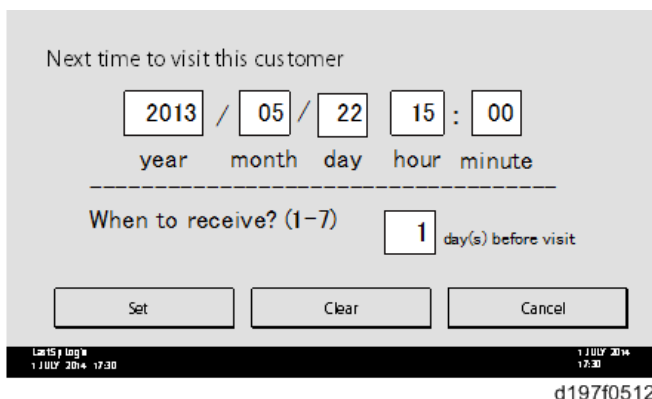 Next time to visit this customer
2013 / 05 / 22 15 : 00
year month day hour minute
When to receive? (1-7) 1 day(s) before visit
Set Clear Cancel
1 JULY 2014
17:30
1 JULY 2014 17:30
d197f0512